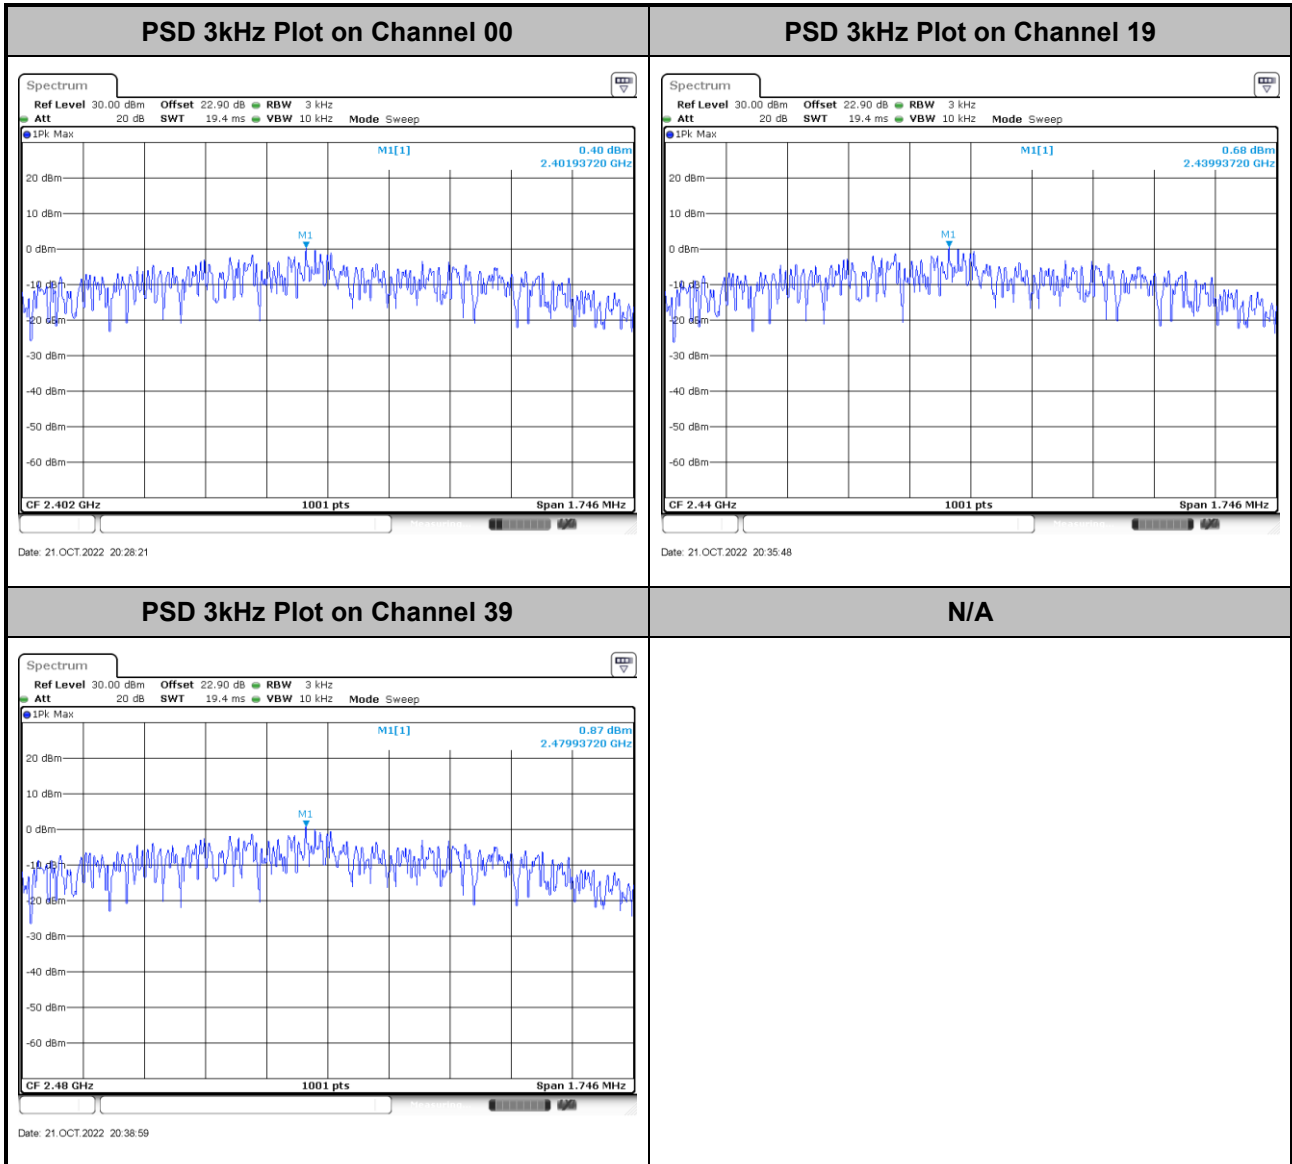 PSD 3kHz Plot on Channel 00
Spectrum
Ref Level 30.00 dBm Offset 22.90 dB RBW 3 kHz
Att 20 dB SWT 19.4 ms VBW 10 kHz Mode Sweep
1Pk Max
M1[1] 0.40 dBm
2.40193720 GHz
20 dBm
10 dBm
M1
0 dBm
-10 dBm
-20 dBm
-30 dBm
-40 dBm
-50 dBm
-60 dBm
CF 2.402 GHz 1001 pts Span 1.746 MHz
Measuring...
Date: 21.OCT.2022 20:28:21
PSD 3kHz Plot on Channel 19
Spectrum
Ref Level 30.00 dBm Offset 22.90 dB RBW 3 kHz
Att 20 dB SWT 19.4 ms VBW 10 kHz Mode Sweep
1Pk Max
M1[1] 0.68 dBm
2.43993720 GHz
20 dBm
10 dBm
M1
0 dBm
-10 dBm
-20 dBm
-30 dBm
-40 dBm
-50 dBm
-60 dBm
CF 2.44 GHz 1001 pts Span 1.746 MHz
Measuring...
Date: 21.OCT.2022 20:35:48
PSD 3kHz Plot on Channel 39
Spectrum
Ref Level 30.00 dBm Offset 22.90 dB RBW 3 kHz
Att 20 dB SWT 19.4 ms VBW 10 kHz Mode Sweep
1Pk Max
M1[1] 0.87 dBm
2.47993720 GHz
20 dBm
10 dBm
M1
0 dBm
-10 dBm
-20 dBm
-30 dBm
-40 dBm
-50 dBm
-60 dBm
CF 2.48 GHz 1001 pts Span 1.746 MHz
Measuring...
Date: 21.OCT.2022 20:38:59
N/A